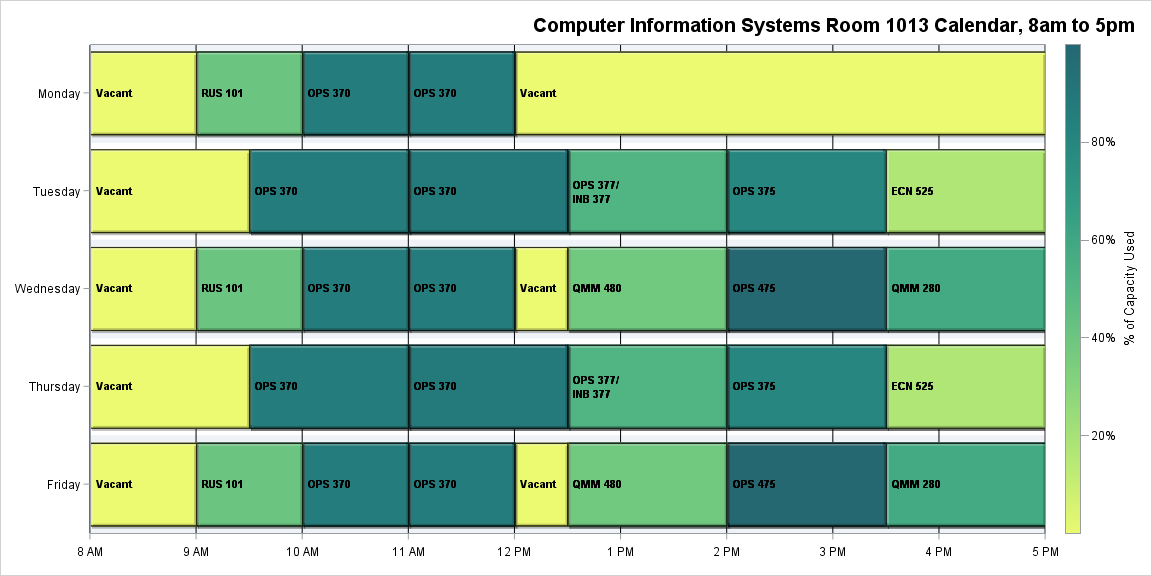 Computer Information Systems Room 1013 Calendar, 8am to 5pm
Monday
Vacant
RUS 101
OPS 370
OPS 370
Vacant
Tuesday
Vacant
OPS 370
OPS 370
OPS 377/
INB 377
OPS 375
ECN 525
Wednesday
Vacant
RUS 101
OPS 370
OPS 370
Vacant
QMM 480
OPS 475
QMM 280
Thursday
Vacant
OPS 370
OPS 370
OPS 377/
INB 377
OPS 375
ECN 525
Friday
Vacant
RUS 101
OPS 370
OPS 370
Vacant
QMM 480
OPS 475
QMM 280
8 AM
9 AM
10 AM
11 AM
12 PM
1 PM
2 PM
3 PM
4 PM
5 PM
80%
60%
40%
20%
% of Capacity Used